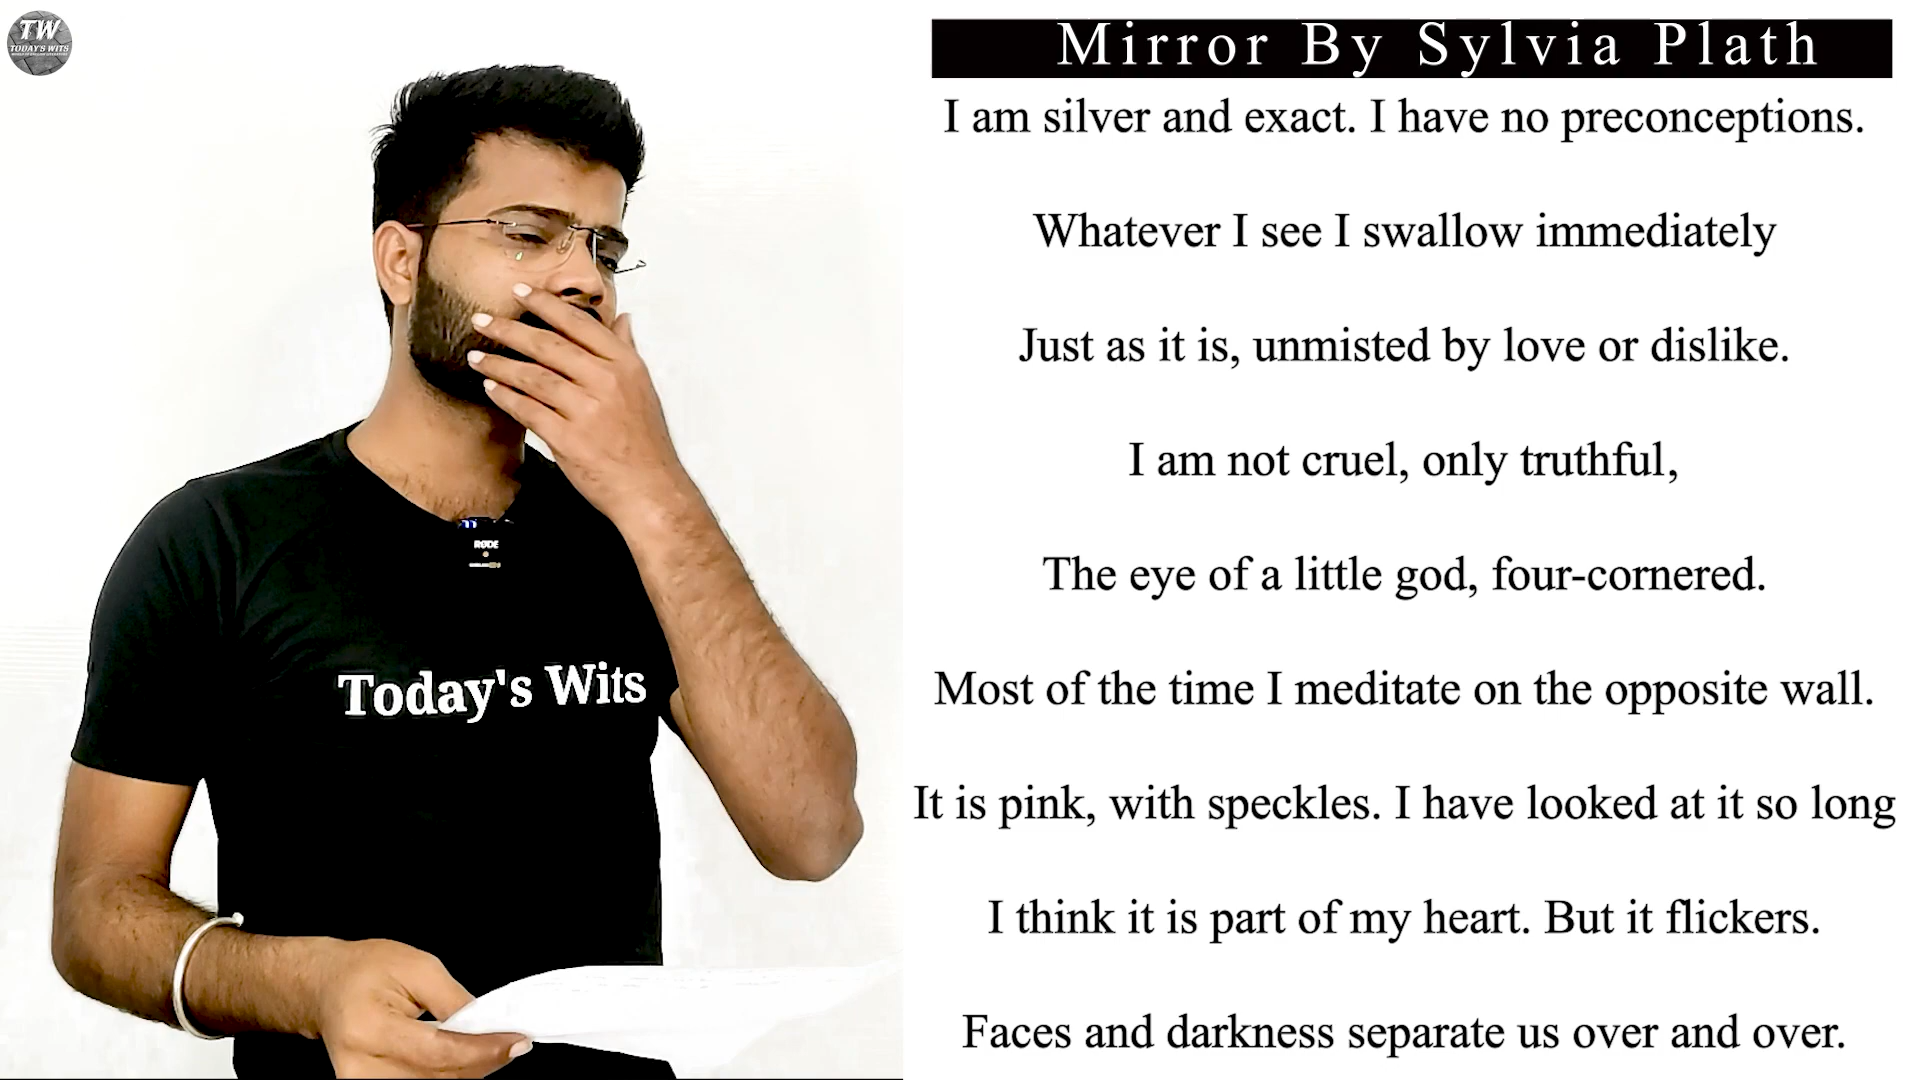 TW
TODAY'S WITS
Mirror By Sylvia Plath
I am silver and exact. I have no preconceptions.
Whatever I see I swallow immediately
Just as it is, unmisted by love or dislike.
I am not cruel, only truthful,
The eye of a little god, four-cornered.
Most of the time I meditate on the opposite wall.
It is pink, with speckles. I have looked at it so long
I think it is part of my heart. But it flickers.
Faces and darkness separate us over and over.
RØDE
Today's Wits